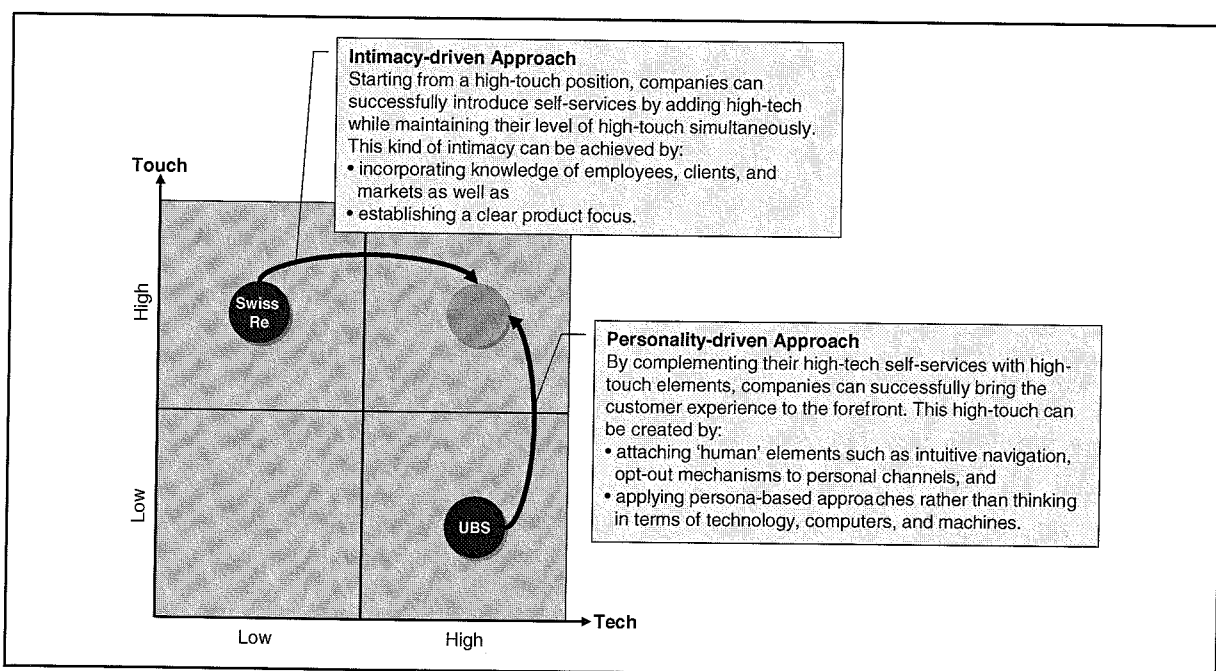 Intimacy-driven Approach
Starting from a high-touch position, companies can
successfully introduce self-services by adding high-tech
while maintaining their level of high-touch simultaneously.
This kind of intimacy can be achieved by:
• incorporating knowledge of employees, clients, and
markets as well as
• establishing a clear product focus.
Touch
High
Swiss
Re
Personality-driven Approach
By complementing their high-tech self-services with high-
touch elements, companies can successfully bring the
customer experience to the forefront. This high-touch can
be created by:
• attaching 'human' elements such as intuitive navigation,
opt-out mechanisms to personal channels, and
• applying persona-based approaches rather than thinking
in terms of technology, computers, and machines.
Low
UBS
Tech
Low
High